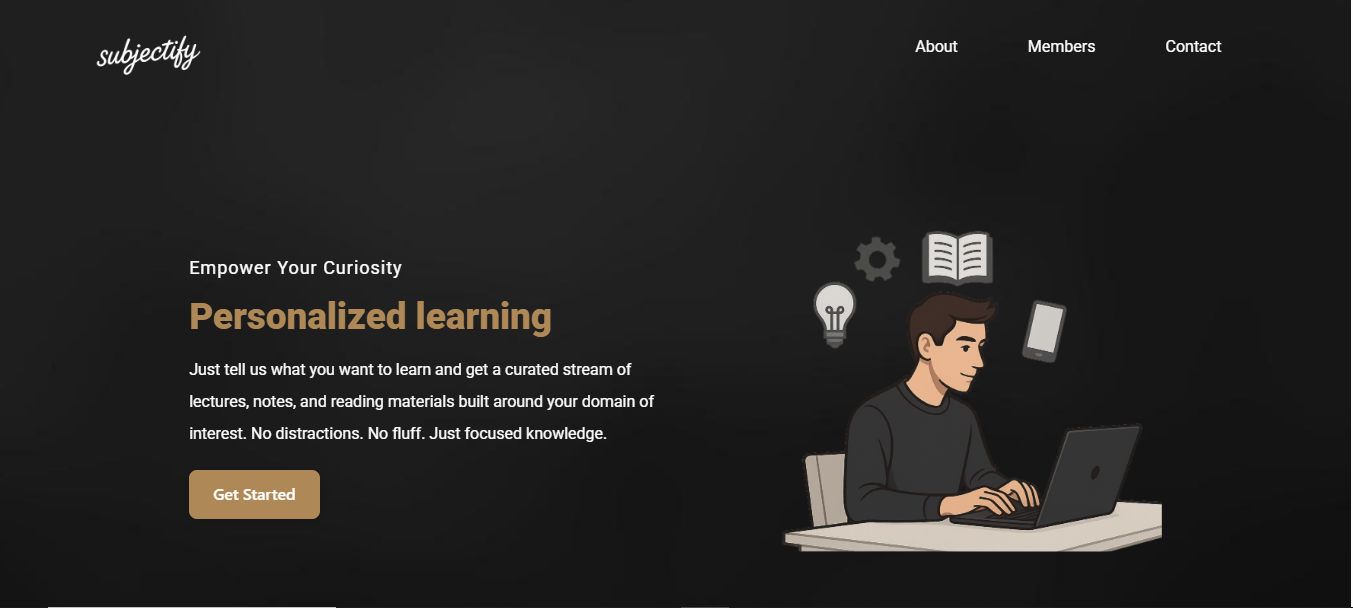 subjectify
About
Members
Contact
Empower Your Curiosity
Personalized learning
Just tell us what you want to learn and get a curated stream of
lectures, notes, and reading materials built around your domain of
interest. No distractions. No fluff. Just focused knowledge.
Get Started